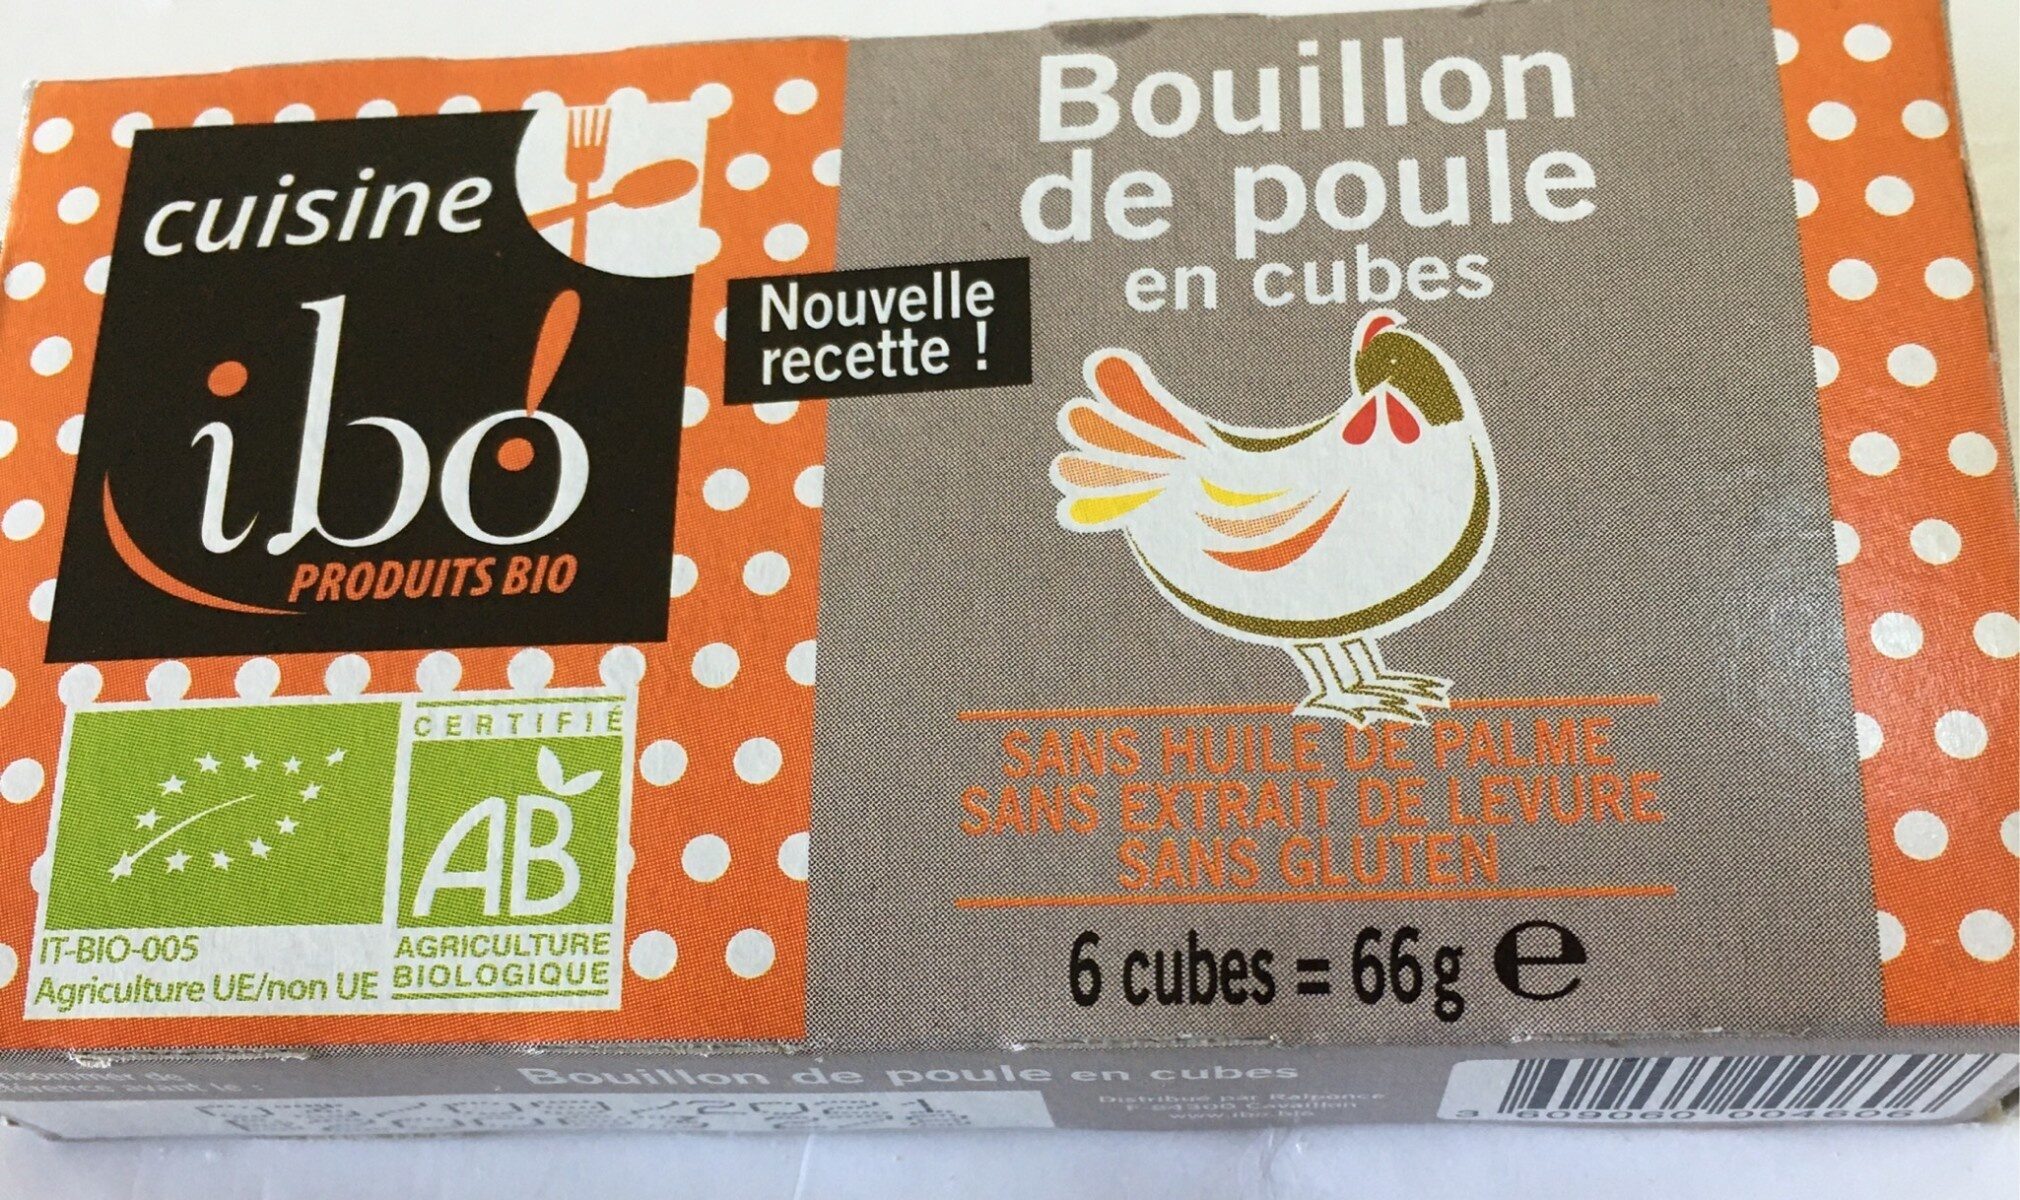 cuisine
ibó
PRODUITS BIO
Nouvelle
recette !
Bouillon
de poule
en cubes
SANS HUILE DE PALME
SANS EXTRAIT DE LEVURE
SANS GLUTEN
6 cubes = 66g ℮
CERTIFIÉ
AB
AGRICULTURE
BIOLOGIQUE
IT-BIO-005
Agriculture UE/non UE
Bouillon de poule en cubes
Distribué par